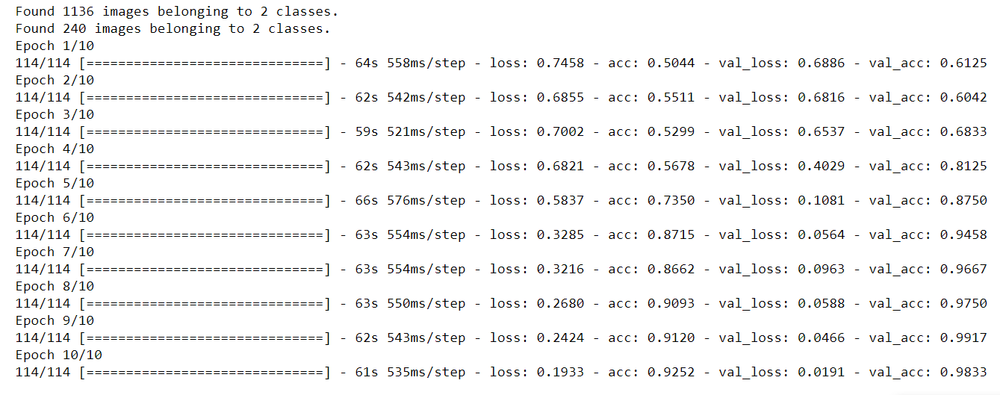 Found 1136 images belonging to 2 classes.
Found 240 images belonging to 2 classes.
Epoch 1/10
114/114 [==============================] - 64s 558ms/step - loss: 0.7458 - acc: 0.5044 - val_loss: 0.6886 - val_acc: 0.6125
Epoch 2/10
114/114 [==============================] - 62s 542ms/step - loss: 0.6855 - acc: 0.5511 - val_loss: 0.6816 - val_acc: 0.6042
Epoch 3/10
114/114 [==============================] - 59s 521ms/step - loss: 0.7002 - acc: 0.5299 - val_loss: 0.6537 - val_acc: 0.6833
Epoch 4/10
114/114 [==============================] - 62s 543ms/step - loss: 0.6821 - acc: 0.5678 - val_loss: 0.4029 - val_acc: 0.8125
Epoch 5/10
114/114 [==============================] - 66s 576ms/step - loss: 0.5837 - acc: 0.7350 - val_loss: 0.1081 - val_acc: 0.8750
Epoch 6/10
114/114 [==============================] - 63s 554ms/step - loss: 0.3285 - acc: 0.8715 - val_loss: 0.0564 - val_acc: 0.9458
Epoch 7/10
114/114 [==============================] - 63s 554ms/step - loss: 0.3216 - acc: 0.8662 - val_loss: 0.0963 - val_acc: 0.9667
Epoch 8/10
114/114 [==============================] - 63s 550ms/step - loss: 0.2680 - acc: 0.9093 - val_loss: 0.0588 - val_acc: 0.9750
Epoch 9/10
114/114 [==============================] - 62s 543ms/step - loss: 0.2424 - acc: 0.9120 - val_loss: 0.0466 - val_acc: 0.9917
Epoch 10/10
114/114 [==============================] - 61s 535ms/step - loss: 0.1933 - acc: 0.9252 - val_loss: 0.0191 - val_acc: 0.9833